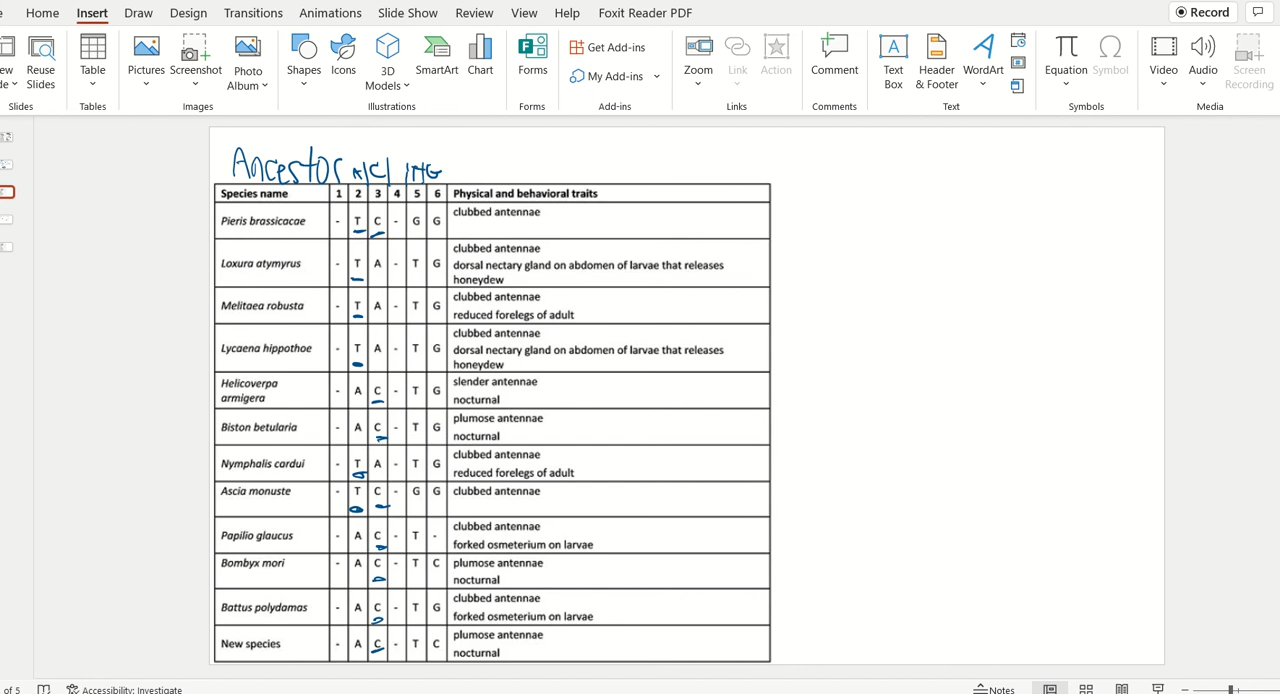 Home Insert Draw Design Transitions Animations Slide Show Review View Help Foxit Reader PDF Record
Reuse Slides Table Pictures Screenshot Photo Album Shapes Icons 3D Models SmartArt Chart Forms Get Add-ins My Add-ins Zoom Link Action Comment Text Box Header & Footer WordArt Equation Symbol Video Audio Screen Recording
Slides Tables Images Illustrations Forms Add-ins Links Comments Text Symbols Media
Ancestor
Species name 1 2 3 4 5 6 Physical and behavioral traits
Pieris brassicacae - T C - G G clubbed antennae
Loxura atymyrus - T A - T G clubbed antennae
dorsal nectary gland on abdomen of larvae that releases
honeydew
Melitaea robusta - T A - T G clubbed antennae
reduced forelegs of adult
Lycaena hippothoe - T A - T G clubbed antennae
dorsal nectary gland on abdomen of larvae that releases
honeydew
Helicoverpa armigera - A C - T G slender antennae
nocturnal
Biston betularia - A C - T G plumose antennae
nocturnal
Nymphalis cardui - T A - T G clubbed antennae
reduced forelegs of adult
Ascia monuste - T C - G G clubbed antennae
Papilio glaucus - A C - T - clubbed antennae
forked osmeterium on larvae
Bombyx mori - A C - T C plumose antennae
nocturnal
Battus polydamas - A C - T G clubbed antennae
forked osmeterium on larvae
New species - A C - T C plumose antennae
nocturnal
of 5 Accessibility: Investigate Notes